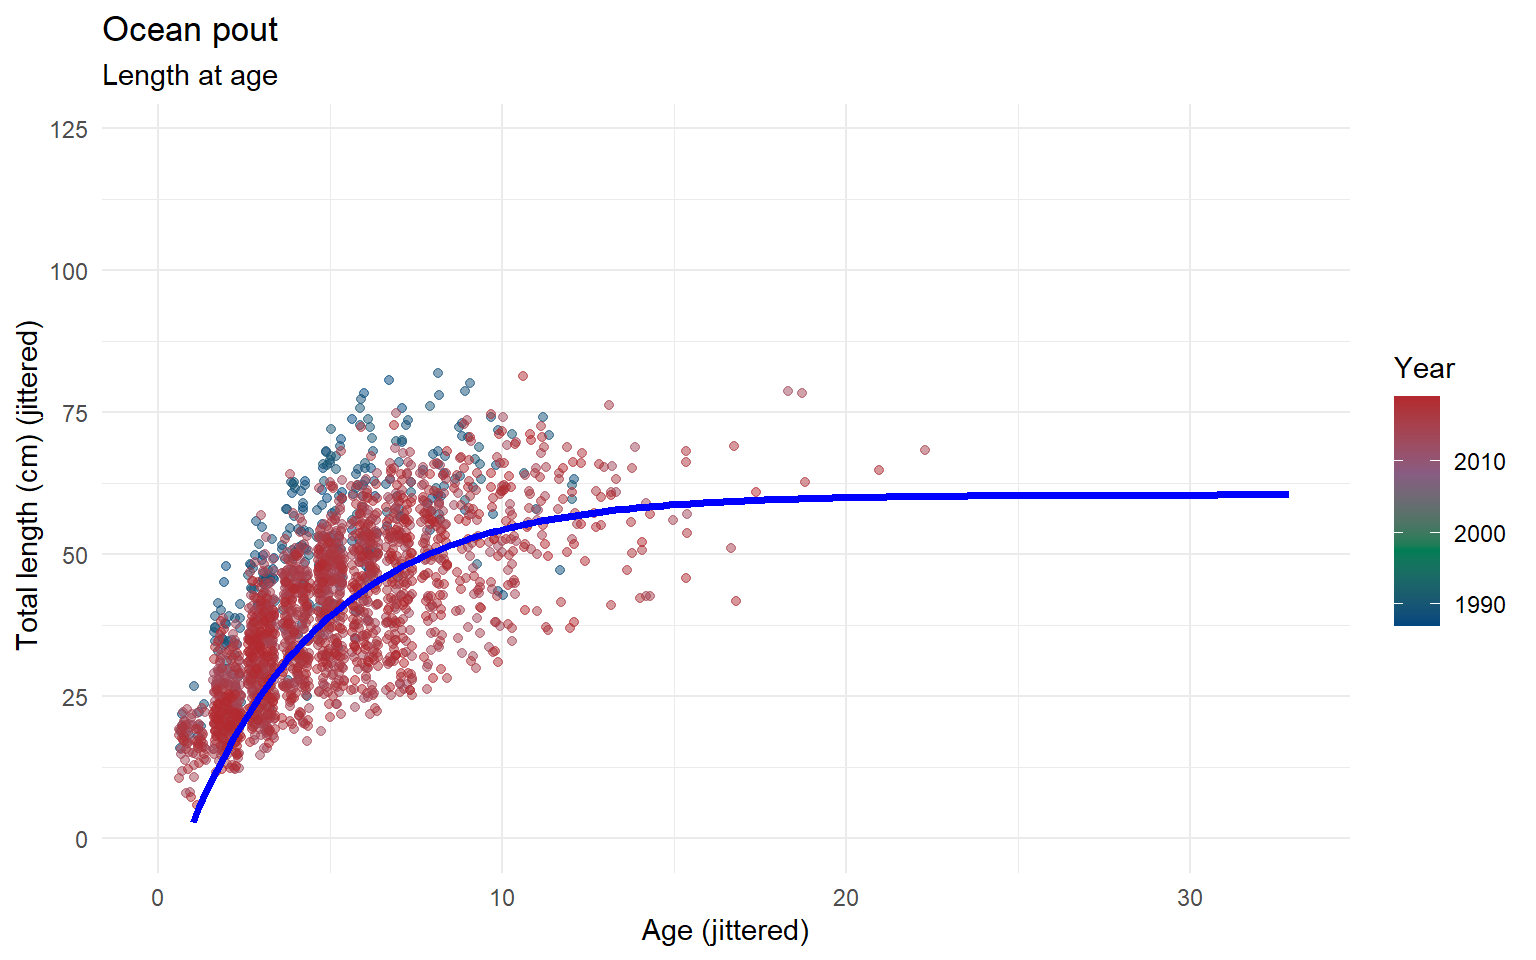 Ocean pout
Length at age
125
100
75
50
25
0
Total length (cm) (jittered)
0 10 20 30
Age (jittered)
Year
2010
2000
1990